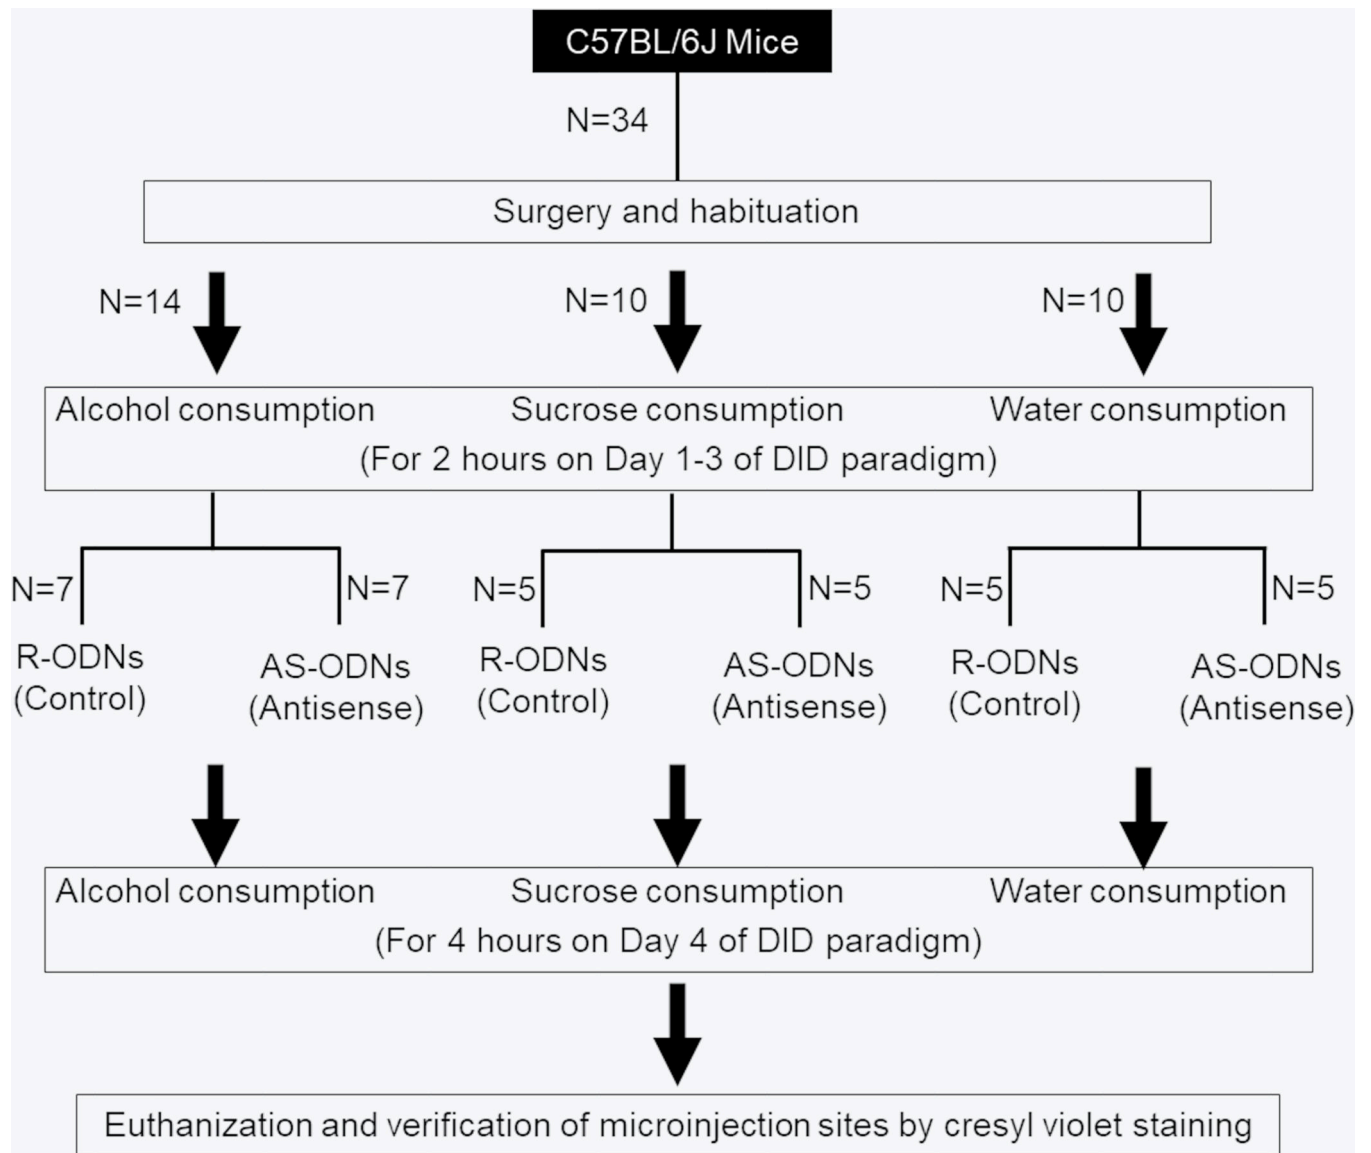 C57BL/6J Mice
N=34
Surgery and habituation
N=14
N=10
N=10
Alcohol consumption
Sucrose consumption
Water consumption
(For 2 hours on Day 1-3 of DID paradigm)
N=7
N=7
N=5
N=5
N=5
N=5
R-ODNs
(Control)
AS-ODNs
(Antisense)
R-ODNs
(Control)
AS-ODNs
(Antisense)
R-ODNs
(Control)
AS-ODNs
(Antisense)
Alcohol consumption
Sucrose consumption
Water consumption
(For 4 hours on Day 4 of DID paradigm)
Euthanization and verification of microinjection sites by cresyl violet staining